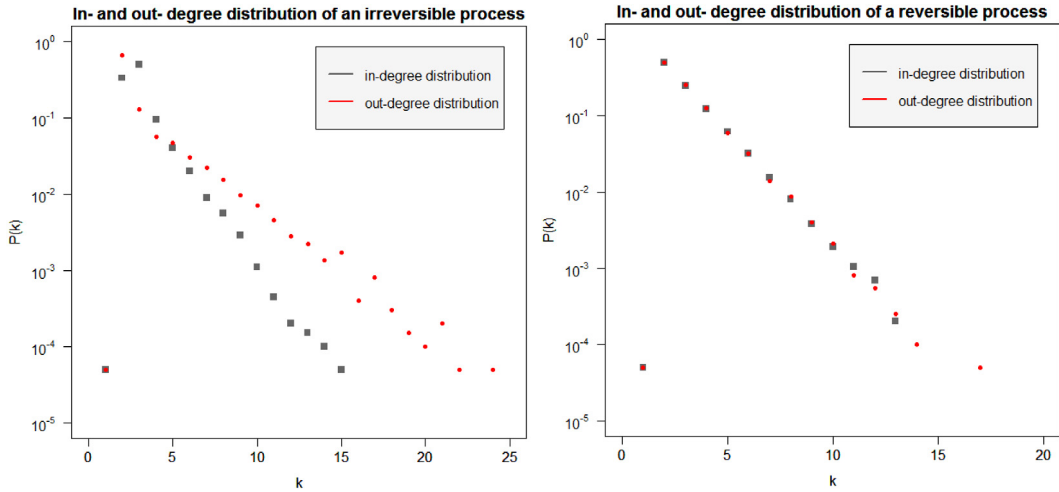 In- and out- degree distribution of an irreversible process
in-degree distribution
out-degree distribution
P(k)
10^0
10^-1
10^-2
10^-3
10^-4
10^-5
0 5 10 15 20 25
k
In- and out- degree distribution of a reversible process
in-degree distribution
out-degree distribution
P(k)
10^0
10^-1
10^-2
10^-3
10^-4
10^-5
0 5 10 15 20
k